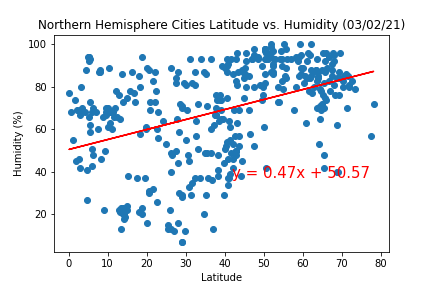 Northern Hemisphere Cities Latitude vs. Humidity (03/02/21)
100
80
60
40
20
Humidity (%)
y = 0.47x + 50.57
0 10 20 30 40 50 60 70 80
Latitude